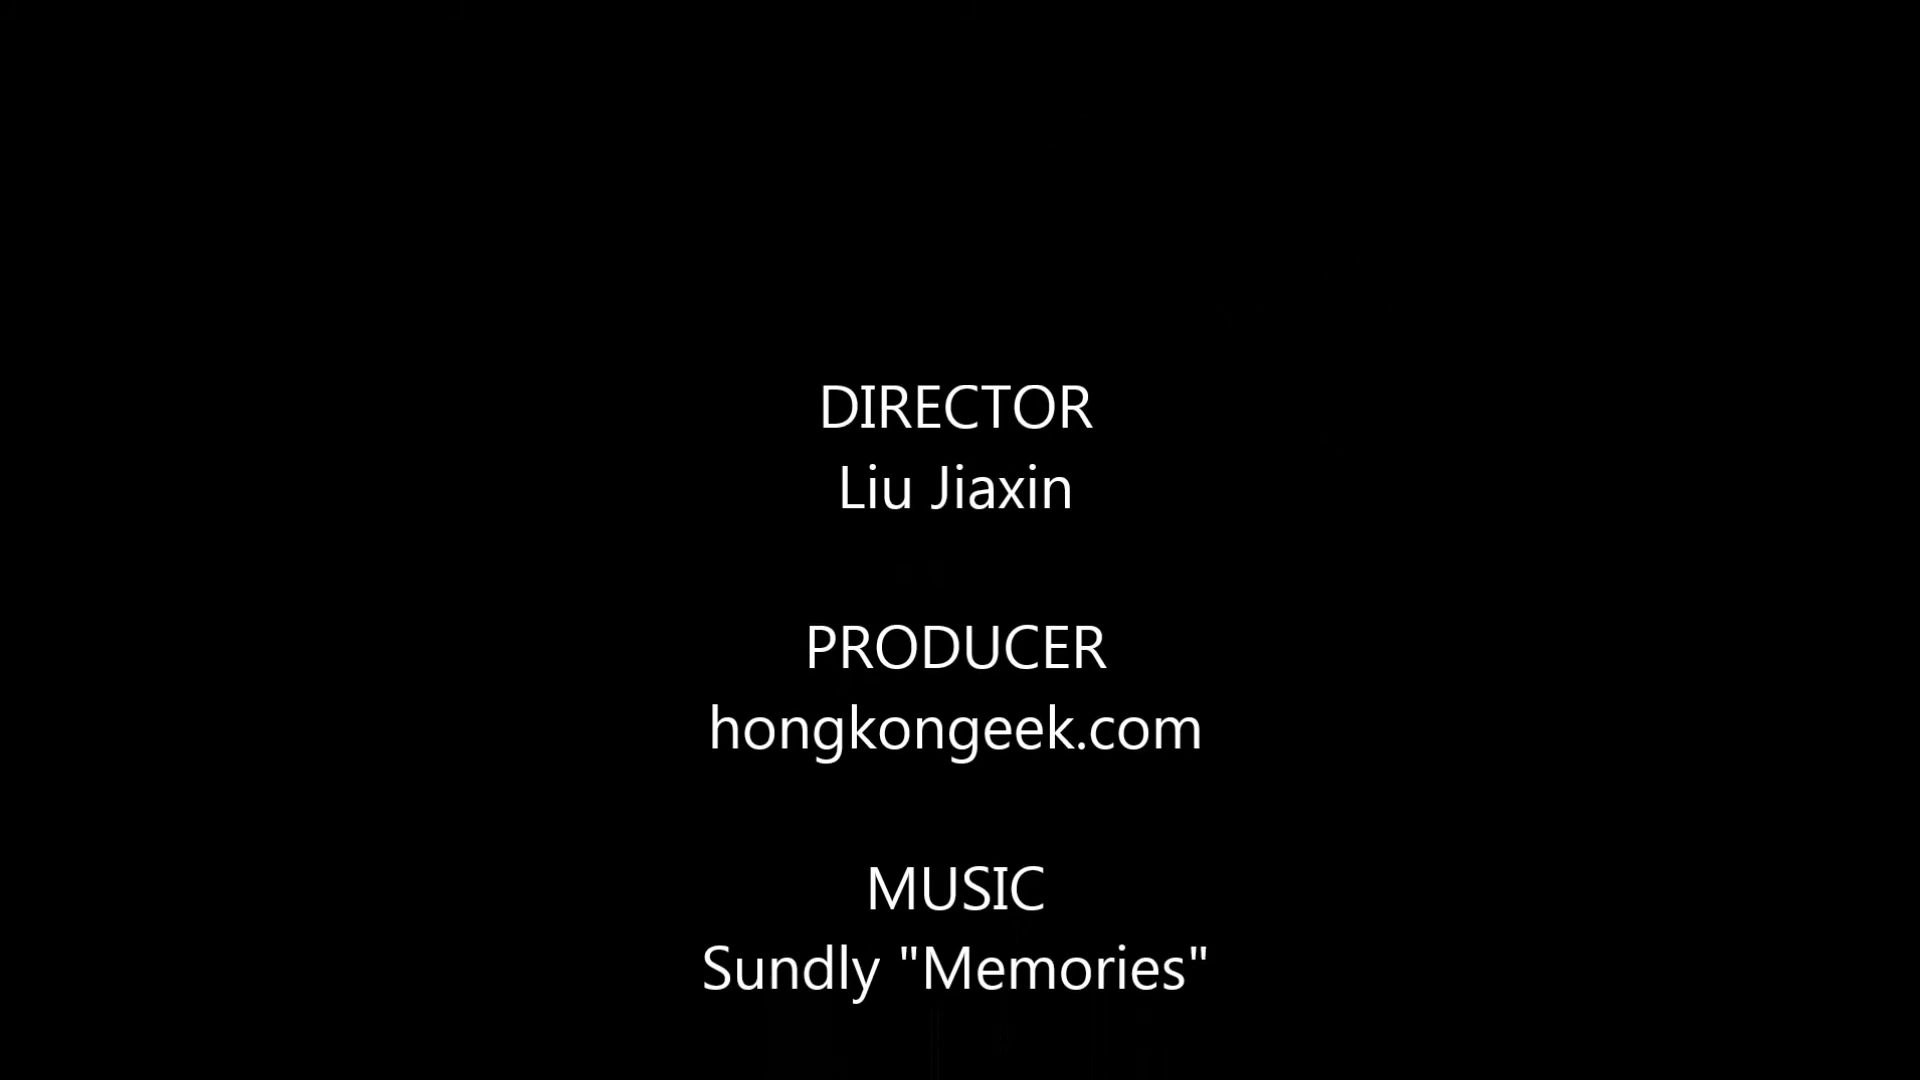 DIRECTOR
Liu Jiaxin
PRODUCER
hongkongeek.com
MUSIC
Sundly "Memories"